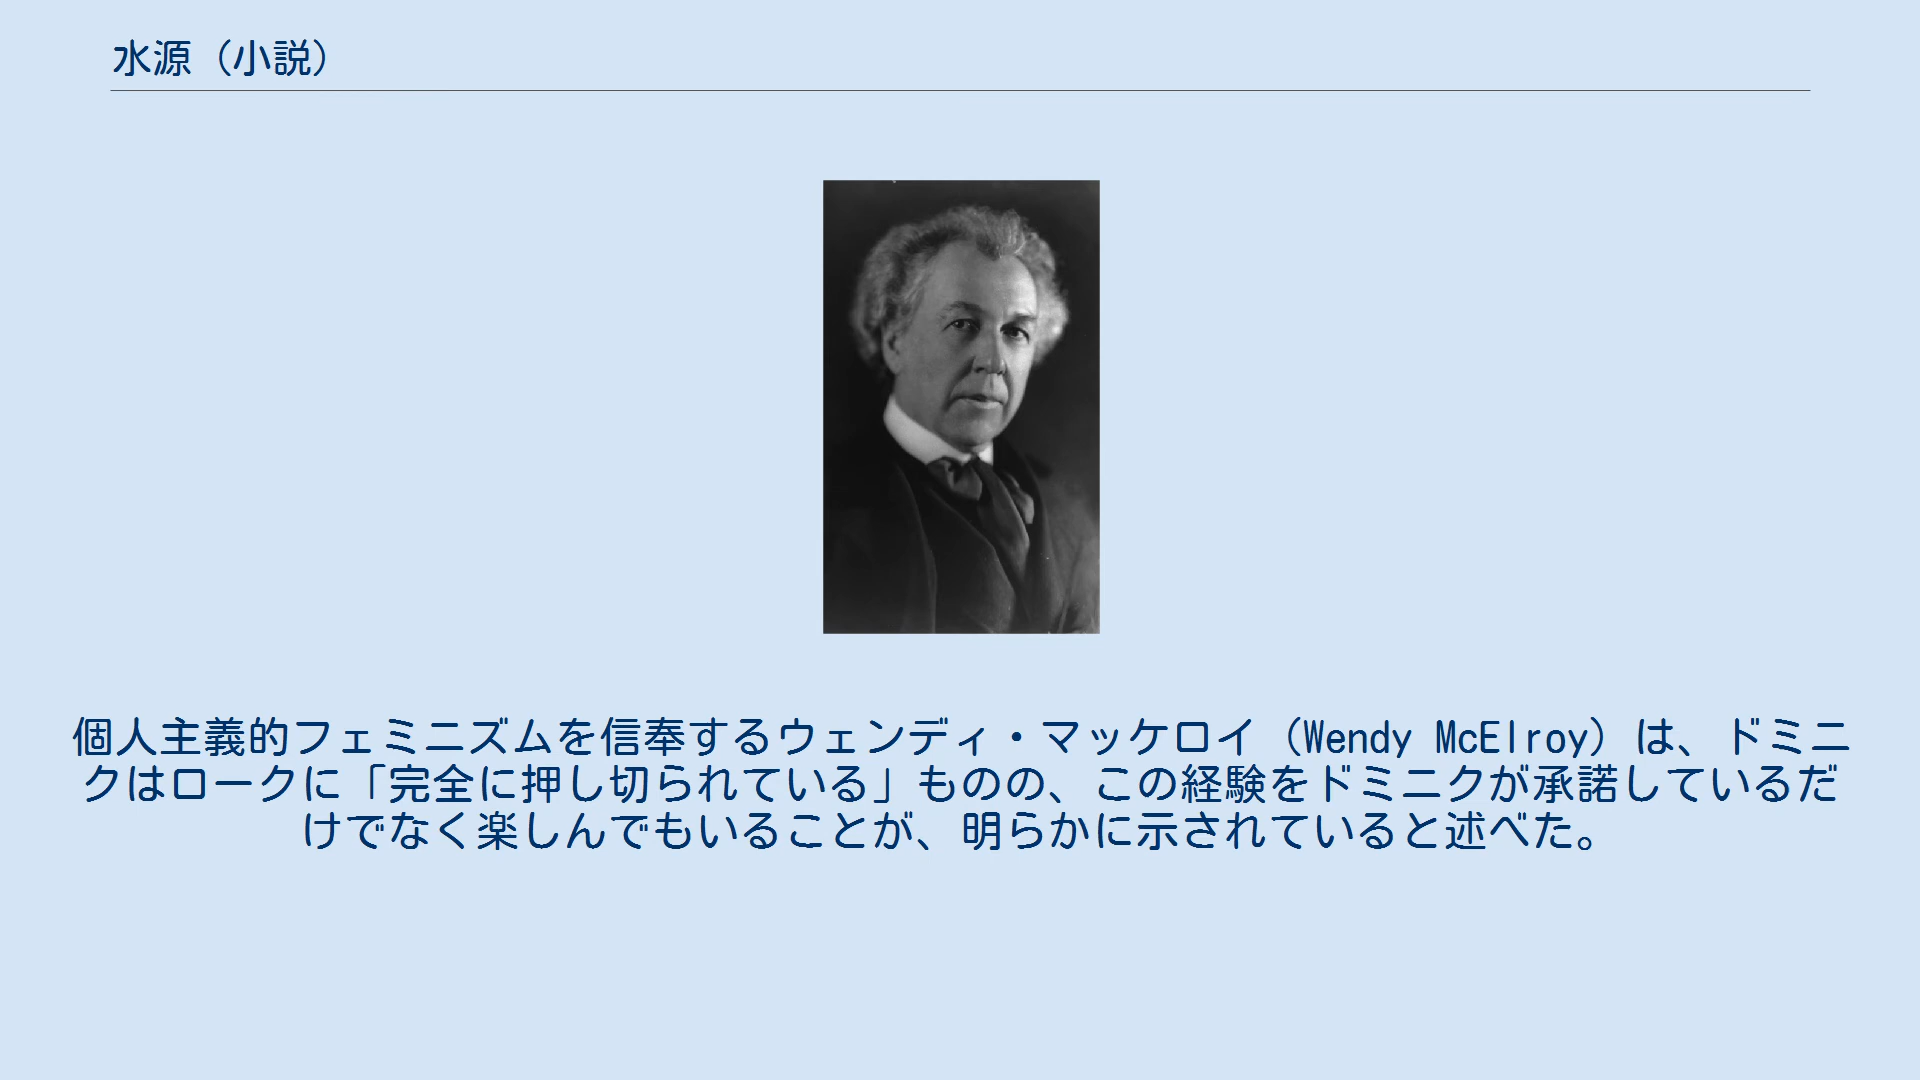 水源（小説）
個人主義的フェミニズムを信奉するウェンディ・マッケロイ（Wendy McElroy）は、ドミニ
クはロークに「完全に押し切られている」ものの、この経験をドミニクが承諾しているだ
けでなく楽しんでもいることが、明らかに示されていると述べた。